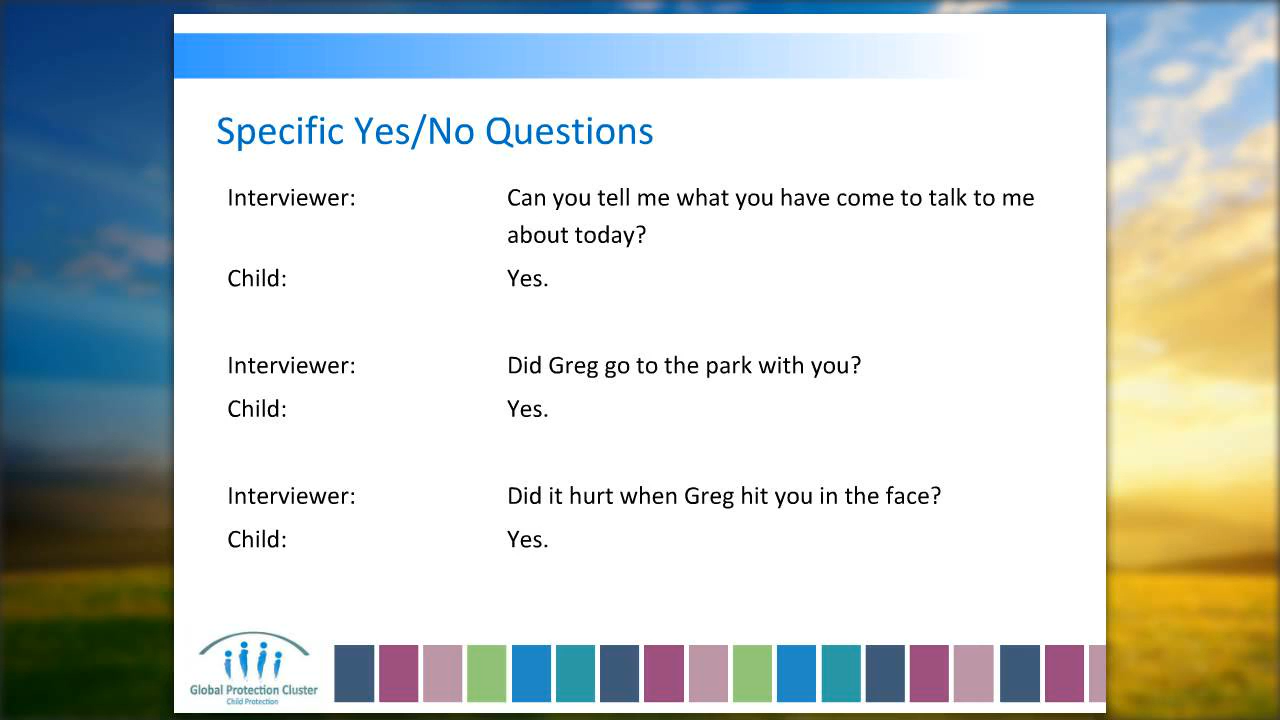 Specific Yes/No Questions
Interviewer: Can you tell me what you have come to talk to me
about today?
Child: Yes.
Interviewer: Did Greg go to the park with you?
Child: Yes.
Interviewer: Did it hurt when Greg hit you in the face?
Child: Yes.
Global Protection Cluster
Child Protection